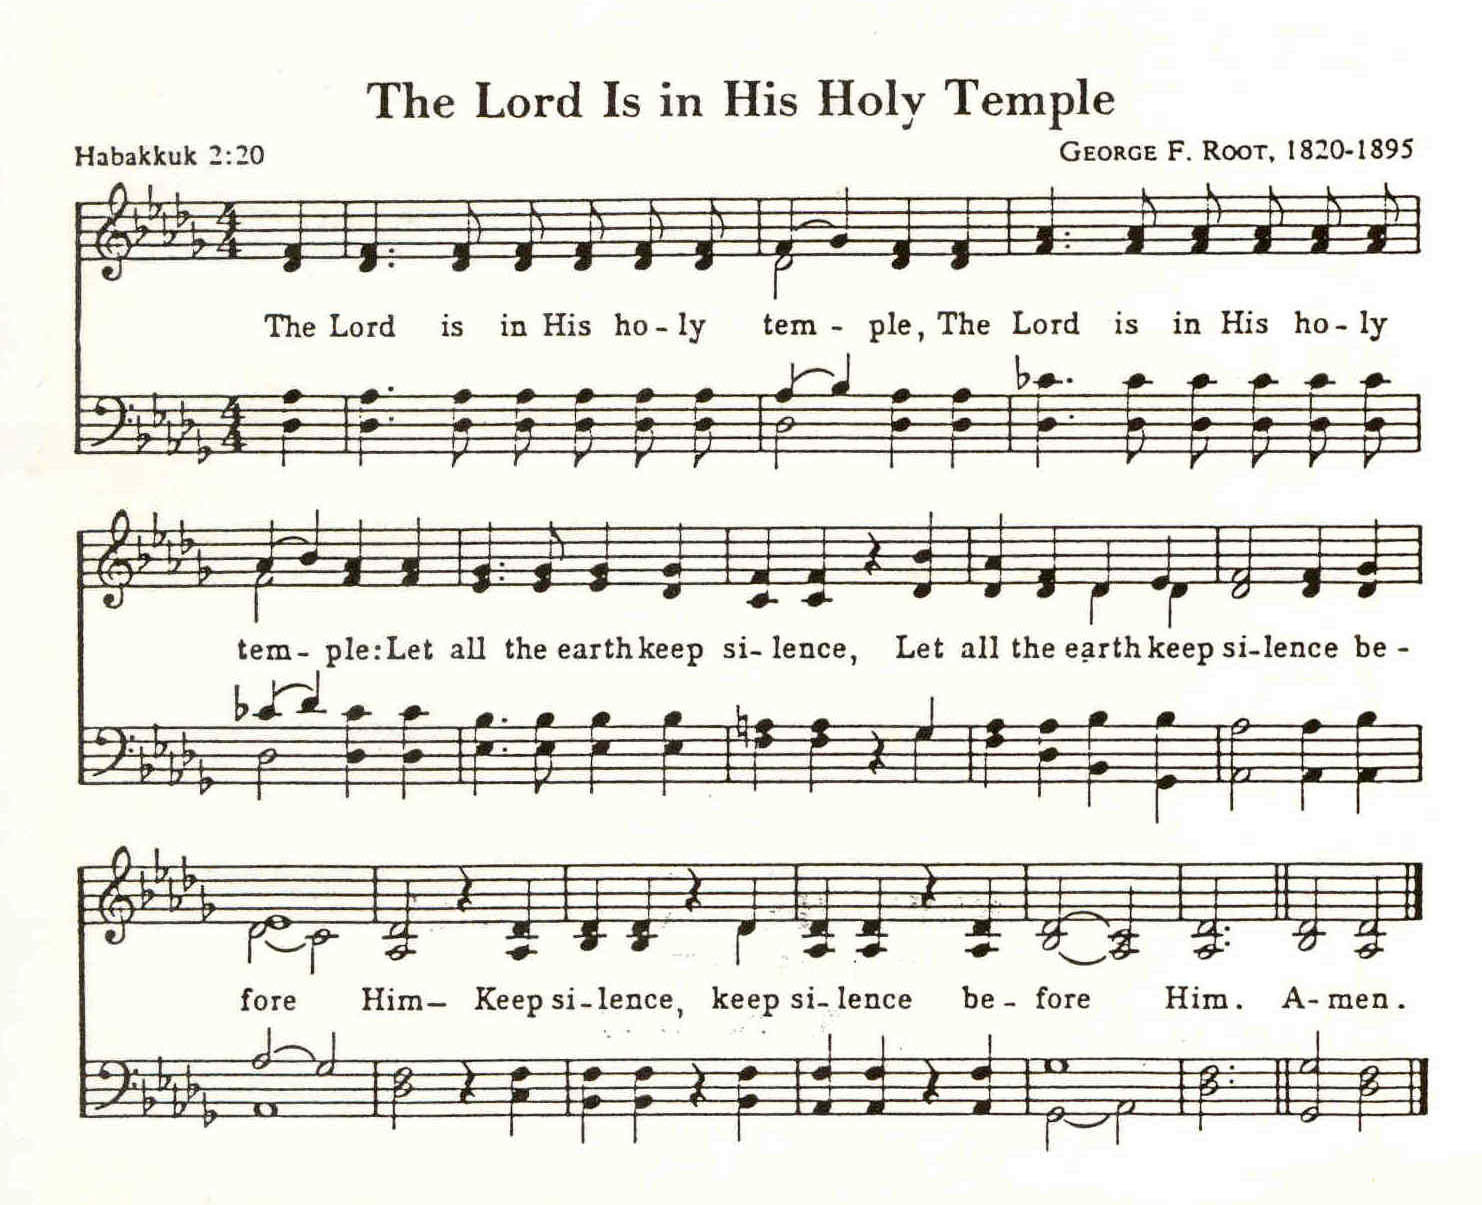 The Lord Is in His Holy Temple
Habakkuk 2:20
GEORGE F. ROOT, 1820-1895
4 4
The Lord is in His ho - ly tem - ple, The Lord is in His ho - ly
4 4
tem - ple: Let all the earth keep si - lence, Let all the earth keep si - lence be -
fore Him— Keep si - lence, keep si - lence be - fore Him. A - men.